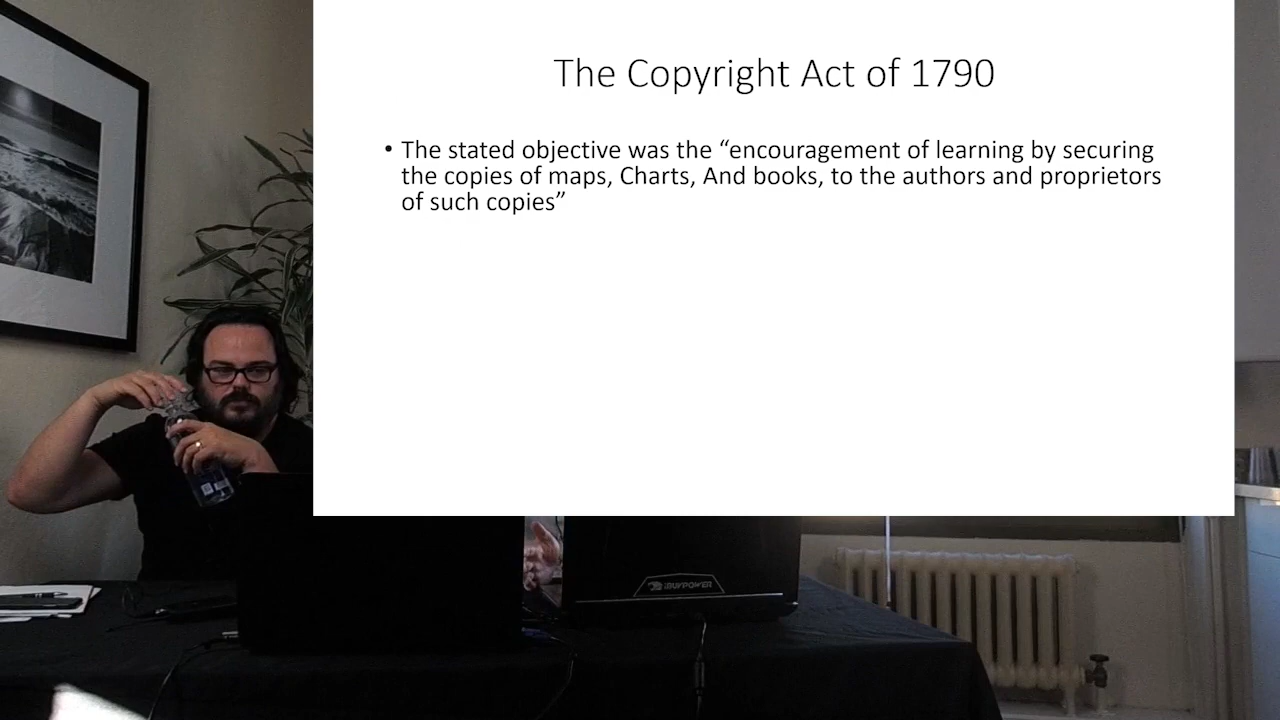 The Copyright Act of 1790
• The stated objective was the “encouragement of learning by securing
the copies of maps, Charts, And books, to the authors and proprietors
of such copies”
iBUYPOWER